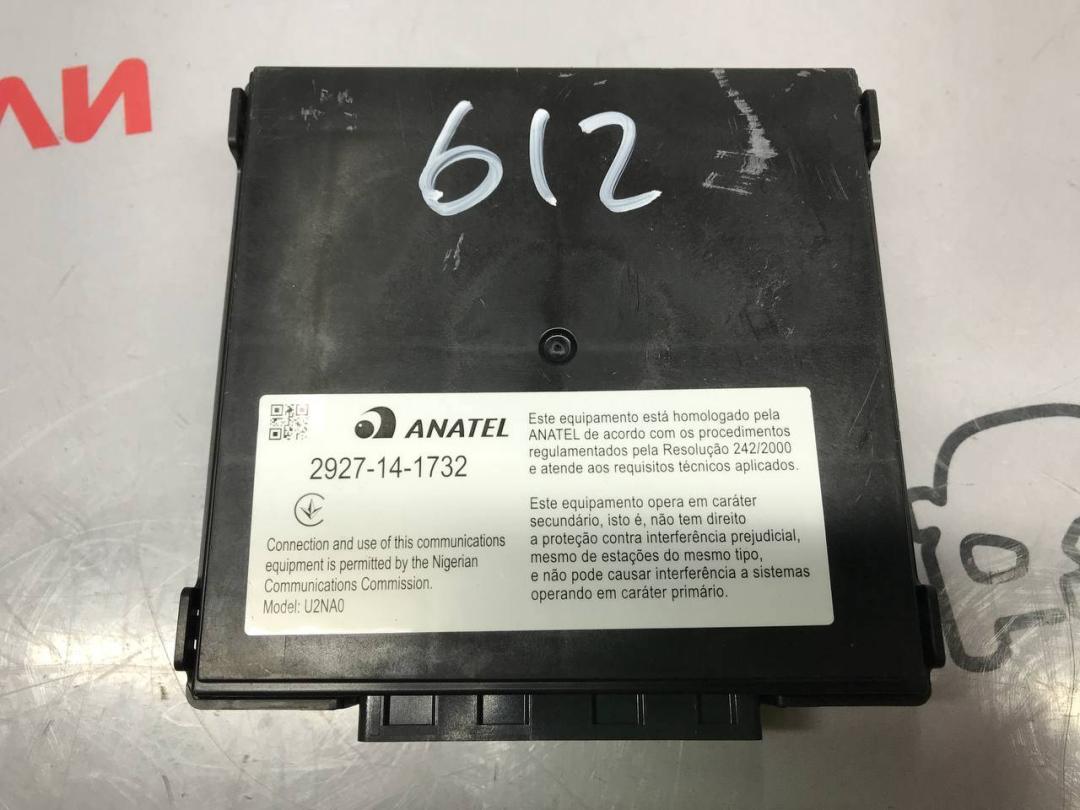 612
ANATEL
2927-14-1732
Connection and use of this communications
equipment is permitted by the Nigerian
Communications Commission.
Model: U2NA0
Este equipamento está homologado pela
ANATEL de acordo com os procedimentos
regulamentados pela Resolução 242/2000
e atende aos requisitos técnicos aplicados.
Este equipamento opera em caráter
secundário, isto é, não tem direito
a proteção contra interferência prejudicial,
mesmo de estações do mesmo tipo,
e não pode causar interferência a sistemas
operando em caráter primário.